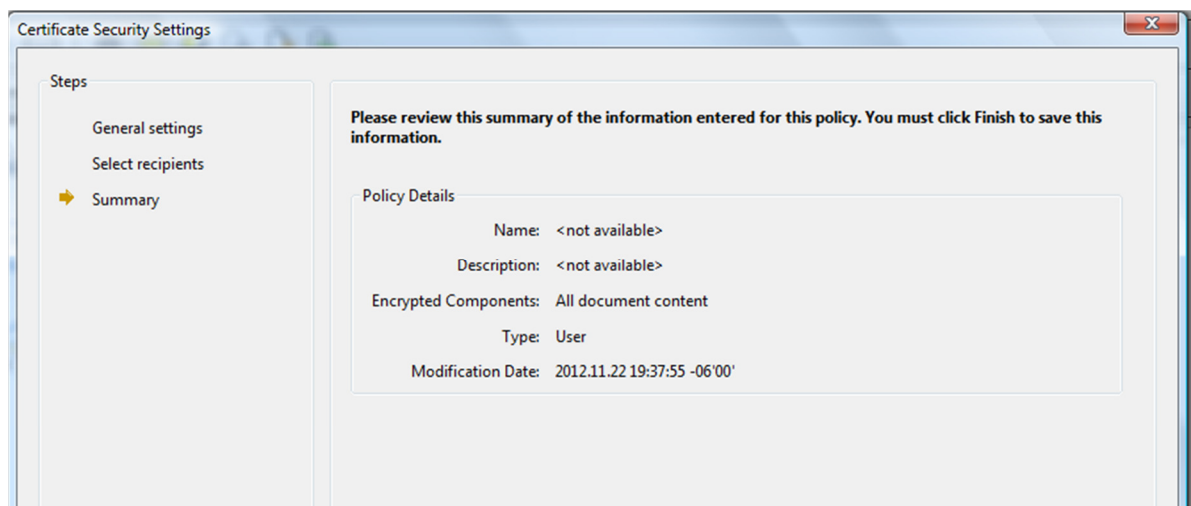 Certificate Security Settings
Steps
General settings
Select recipients
Summary
Please review this summary of the information entered for this policy. You must click Finish to save this
information.
Policy Details
Name: <not available>
Description: <not available>
Encrypted Components: All document content
Type: User
Modification Date: 2012.11.22 19:37:55 -06'00'